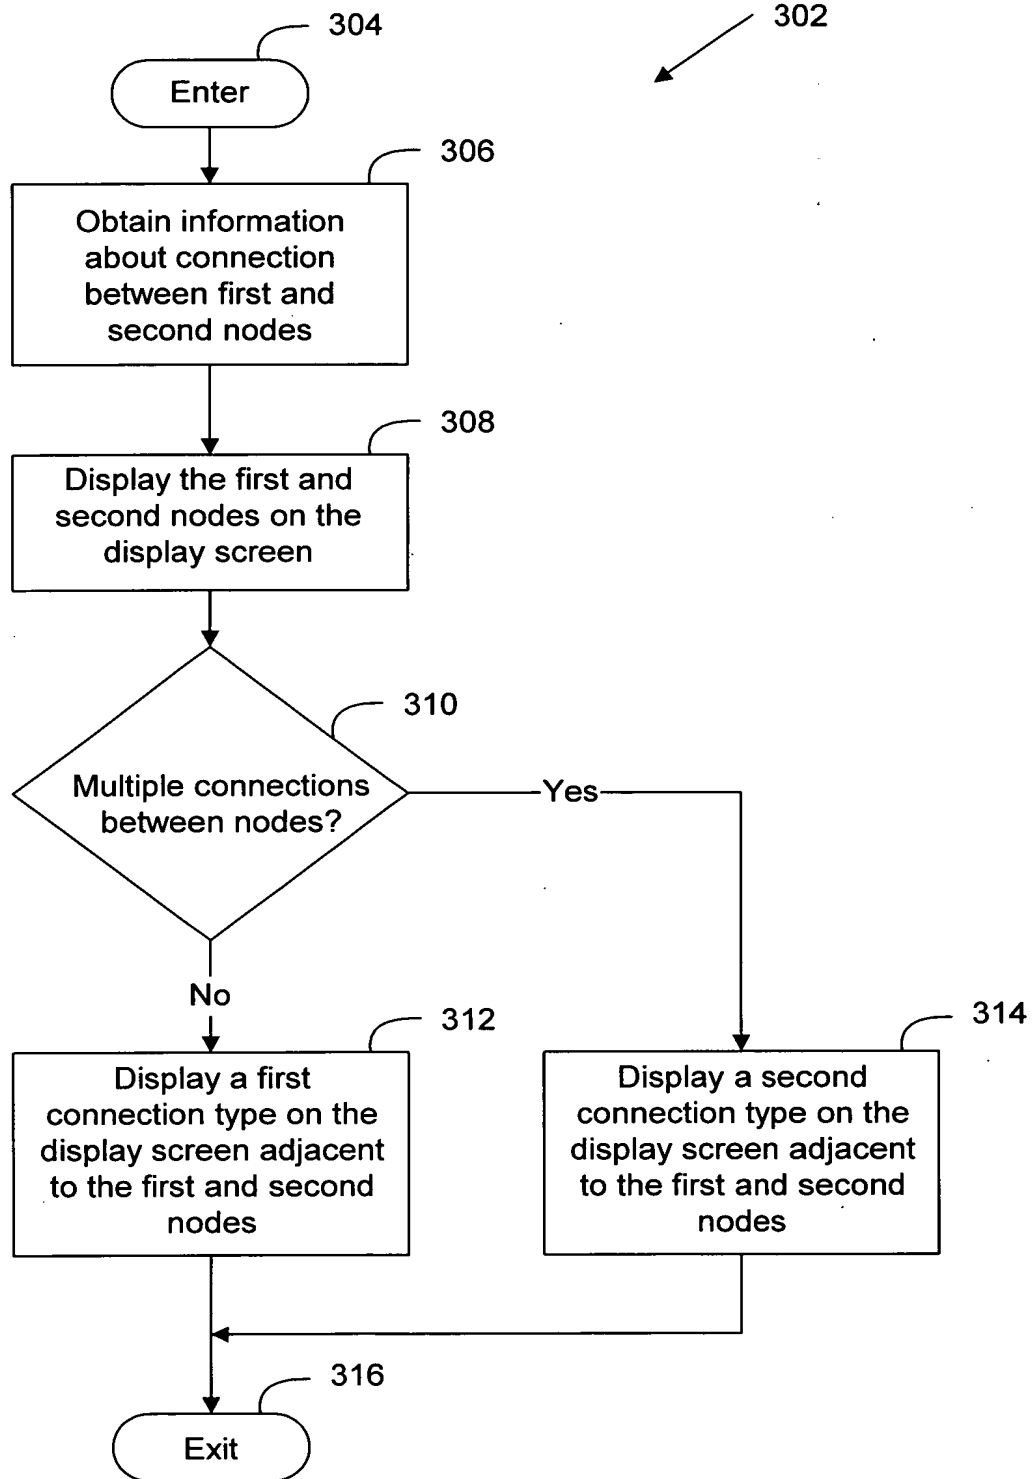 304
302
Enter
306
Obtain information
about connection
between first and
second nodes
308
Display the first and
second nodes on the
display screen
310
Multiple connections
between nodes?
Yes
No
312
314
Display a first
connection type on the
display screen adjacent
to the first and second
nodes
Display a second
connection type on the
display screen adjacent
to the first and second
nodes
316
Exit